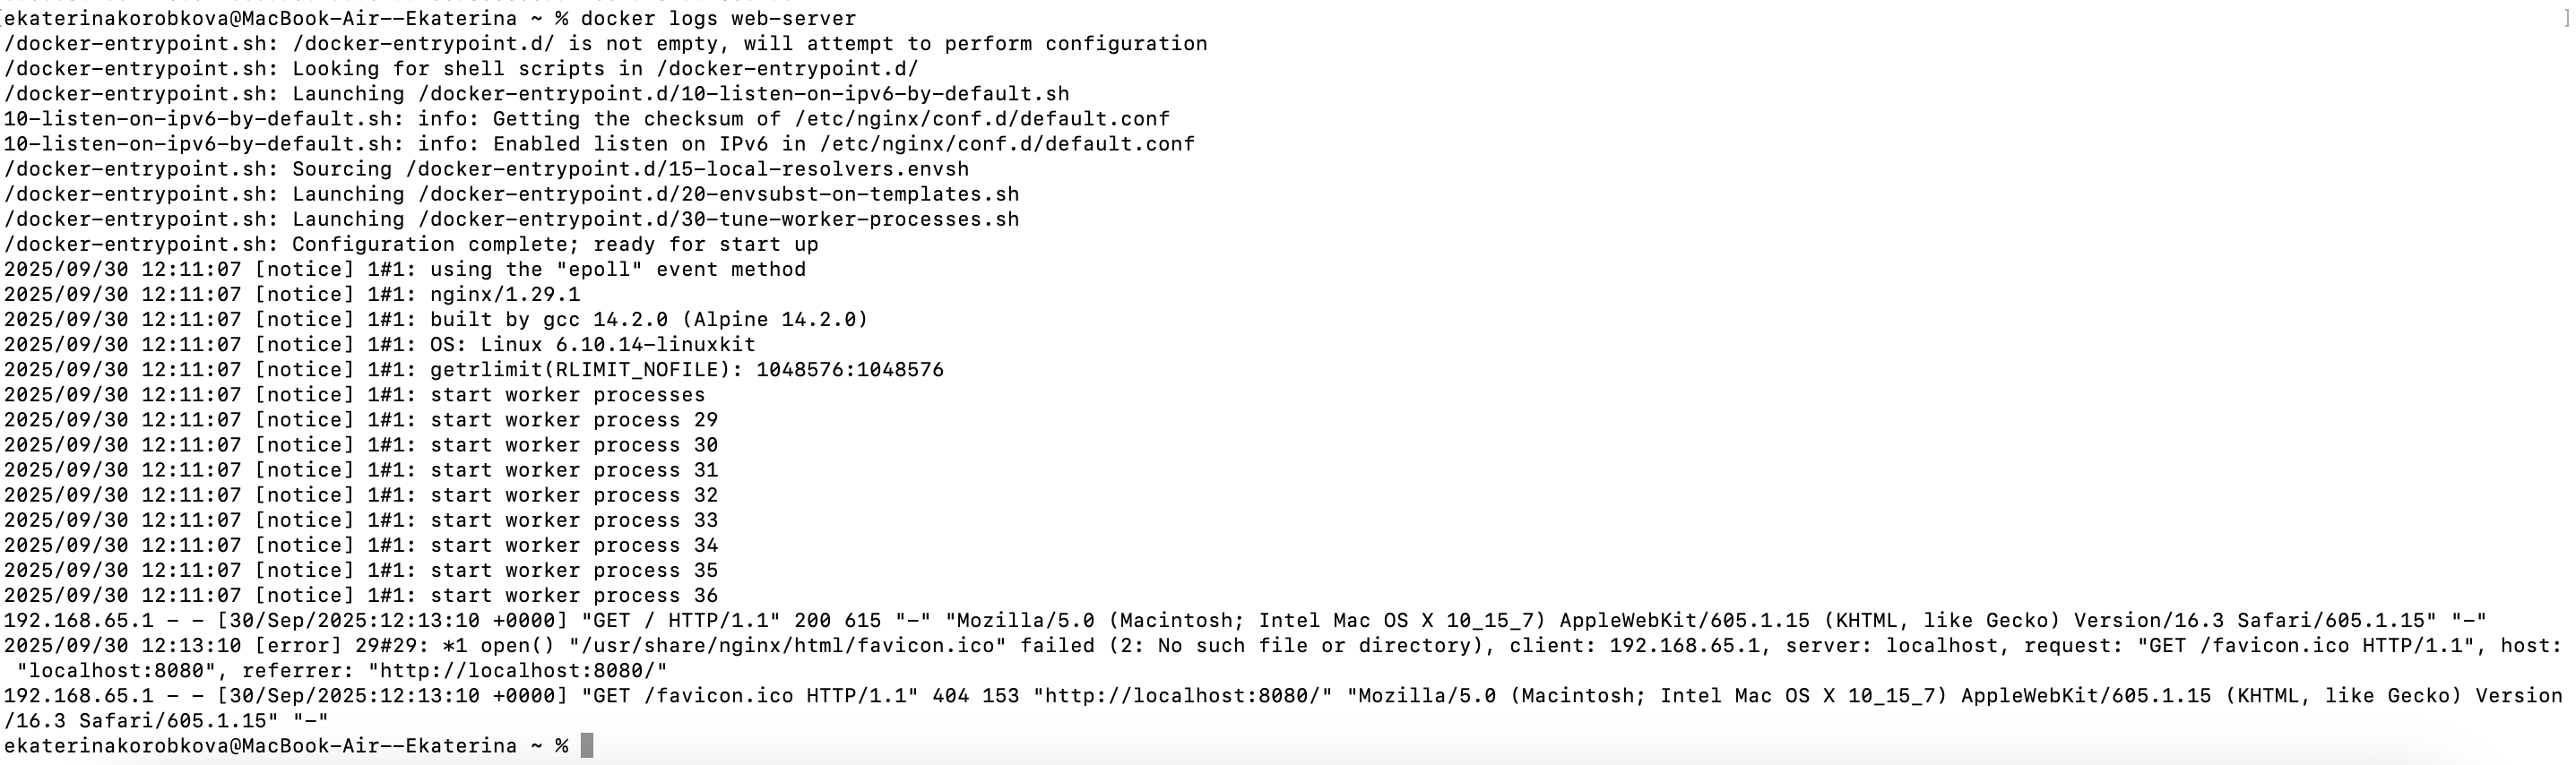 ekaterinakorobkova@MacBook-Air--Ekaterina ~ % docker logs web-server
/docker-entrypoint.sh: /docker-entrypoint.d/ is not empty, will attempt to perform configuration
/docker-entrypoint.sh: Looking for shell scripts in /docker-entrypoint.d/
/docker-entrypoint.sh: Launching /docker-entrypoint.d/10-listen-on-ipv6-by-default.sh
10-listen-on-ipv6-by-default.sh: info: Getting the checksum of /etc/nginx/conf.d/default.conf
10-listen-on-ipv6-by-default.sh: info: Enabled listen on IPv6 in /etc/nginx/conf.d/default.conf
/docker-entrypoint.sh: Sourcing /docker-entrypoint.d/15-local-resolvers.envsh
/docker-entrypoint.sh: Launching /docker-entrypoint.d/20-envsubst-on-templates.sh
/docker-entrypoint.sh: Launching /docker-entrypoint.d/30-tune-worker-processes.sh
/docker-entrypoint.sh: Configuration complete; ready for start up
2025/09/30 12:11:07 [notice] 1#1: using the "epoll" event method
2025/09/30 12:11:07 [notice] 1#1: nginx/1.29.1
2025/09/30 12:11:07 [notice] 1#1: built by gcc 14.2.0 (Alpine 14.2.0)
2025/09/30 12:11:07 [notice] 1#1: OS: Linux 6.10.14-linuxkit
2025/09/30 12:11:07 [notice] 1#1: getrlimit(RLIMIT_NOFILE): 1048576:1048576
2025/09/30 12:11:07 [notice] 1#1: start worker processes
2025/09/30 12:11:07 [notice] 1#1: start worker process 29
2025/09/30 12:11:07 [notice] 1#1: start worker process 30
2025/09/30 12:11:07 [notice] 1#1: start worker process 31
2025/09/30 12:11:07 [notice] 1#1: start worker process 32
2025/09/30 12:11:07 [notice] 1#1: start worker process 33
2025/09/30 12:11:07 [notice] 1#1: start worker process 34
2025/09/30 12:11:07 [notice] 1#1: start worker process 35
2025/09/30 12:11:07 [notice] 1#1: start worker process 36
192.168.65.1 - - [30/Sep/2025:12:13:10 +0000] "GET / HTTP/1.1" 200 615 "-" "Mozilla/5.0 (Macintosh; Intel Mac OS X 10_15_7) AppleWebKit/605.1.15 (KHTML, like Gecko) Version/16.3 Safari/605.1.15" "-"
2025/09/30 12:13:10 [error] 29#29: *1 open() "/usr/share/nginx/html/favicon.ico" failed (2: No such file or directory), client: 192.168.65.1, server: localhost, request: "GET /favicon.ico HTTP/1.1", host:
"localhost:8080", referrer: "http://localhost:8080/"
192.168.65.1 - - [30/Sep/2025:12:13:10 +0000] "GET /favicon.ico HTTP/1.1" 404 153 "http://localhost:8080/" "Mozilla/5.0 (Macintosh; Intel Mac OS X 10_15_7) AppleWebKit/605.1.15 (KHTML, like Gecko) Version
/16.3 Safari/605.1.15" "-"
ekaterinakorobkova@MacBook-Air--Ekaterina ~ %